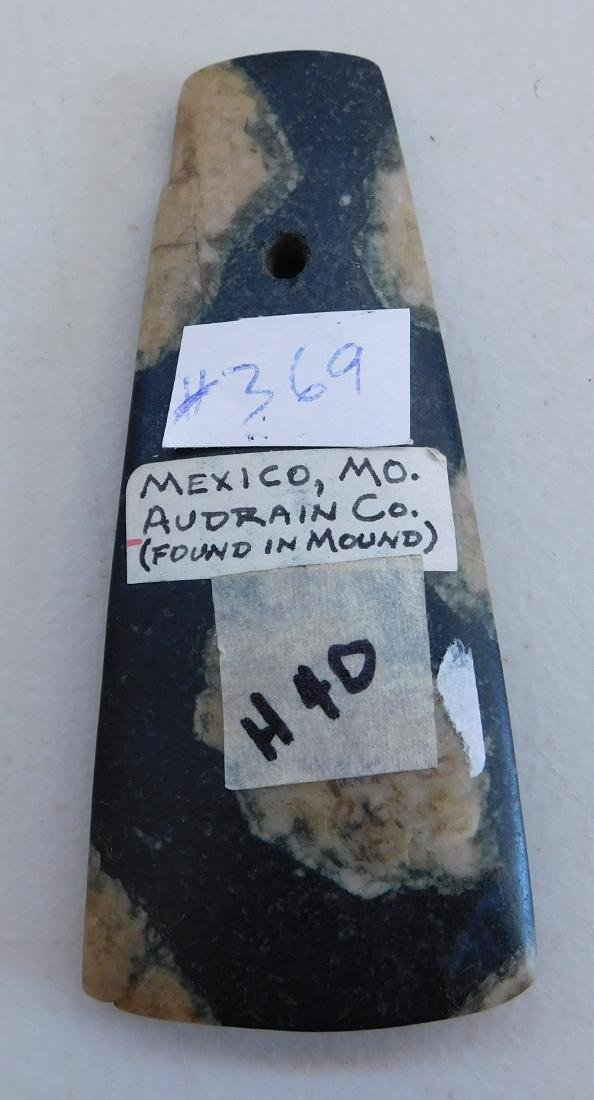 #369
MEXICO, MO.
AUDRAIN CO.
(FOUND IN MOUND)
H40